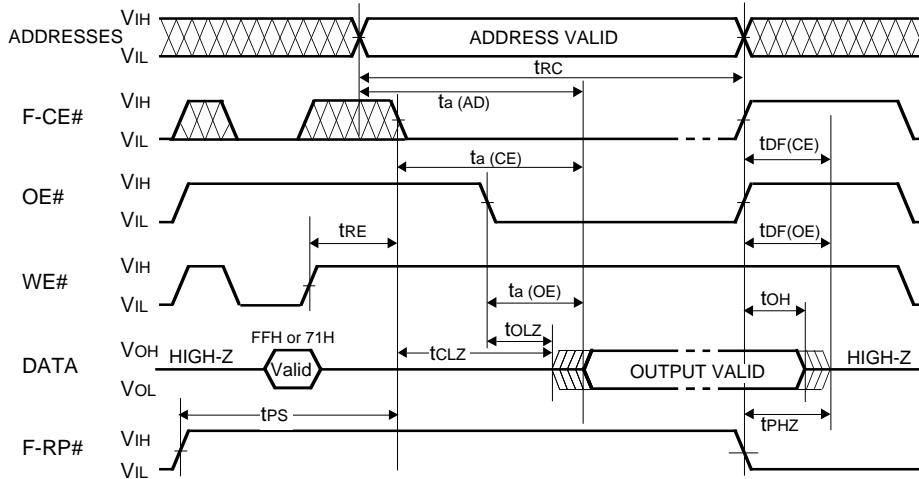 ADDRESSES VIH VIL ADDRESS VALID
tRC
ta (AD)
F-CE# VIH VIL
tDF(CE)
ta (CE)
OE# VIH VIL
tRE
tDF(OE)
WE# VIH VIL
ta (OE)
tOH
tOLZ
DATA VOH VOL HIGH-Z FFH or 71H Valid tCLZ OUTPUT VALID HIGH-Z
tPS
tPHZ
F-RP# VIH VIL